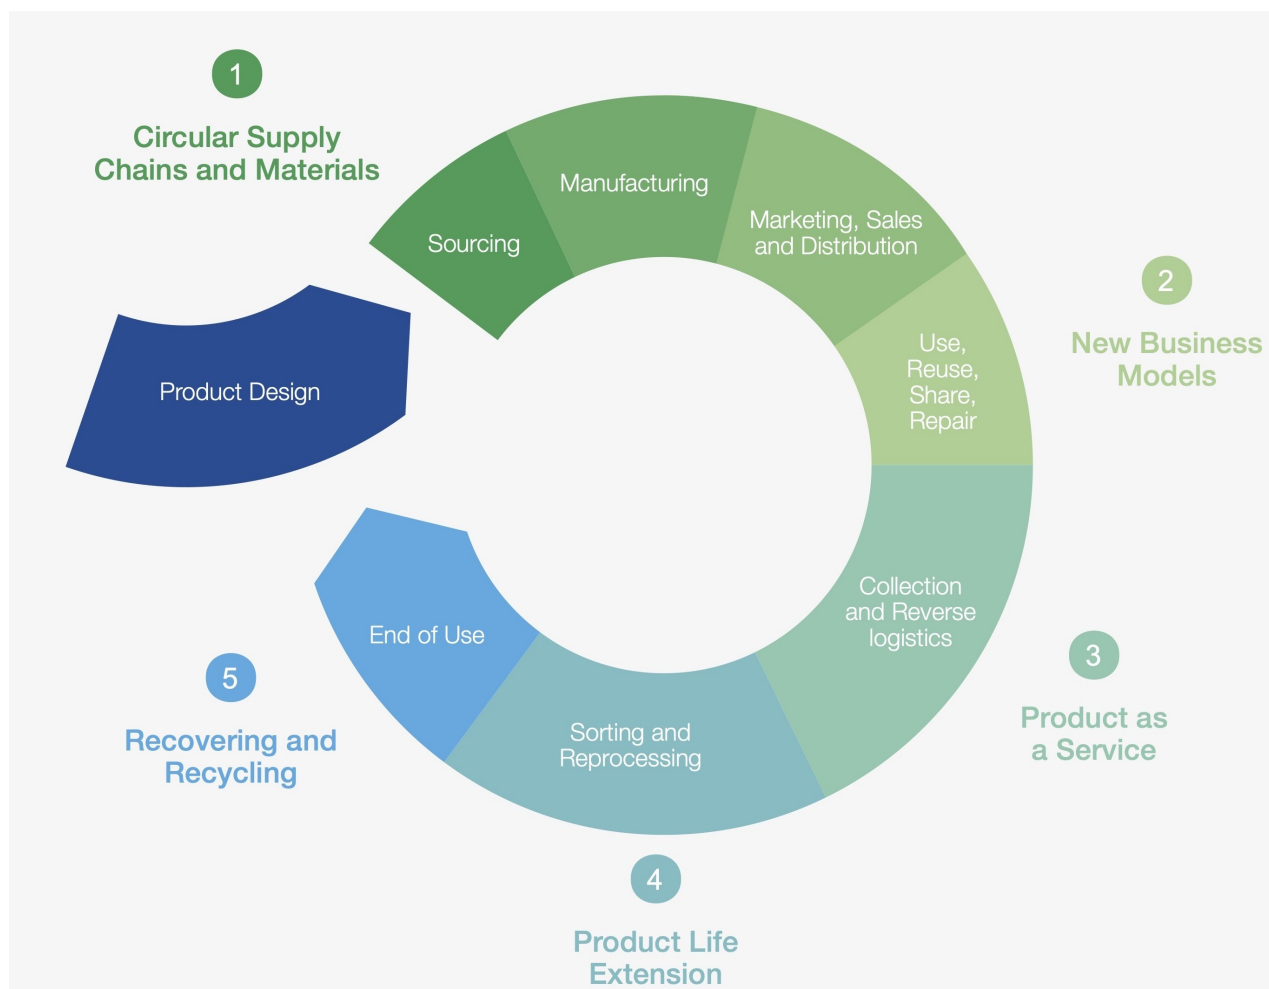 1
Circular Supply
Chains and Materials
Sourcing
Manufacturing
Marketing, Sales
and Distribution
Use,
Reuse,
Share,
Repair
2
New Business
Models
Product Design
Collection
and Reverse
logistics
3
Product as
a Service
Sorting and
Reprocessing
4
Product Life
Extension
End of Use
5
Recovering and
Recycling